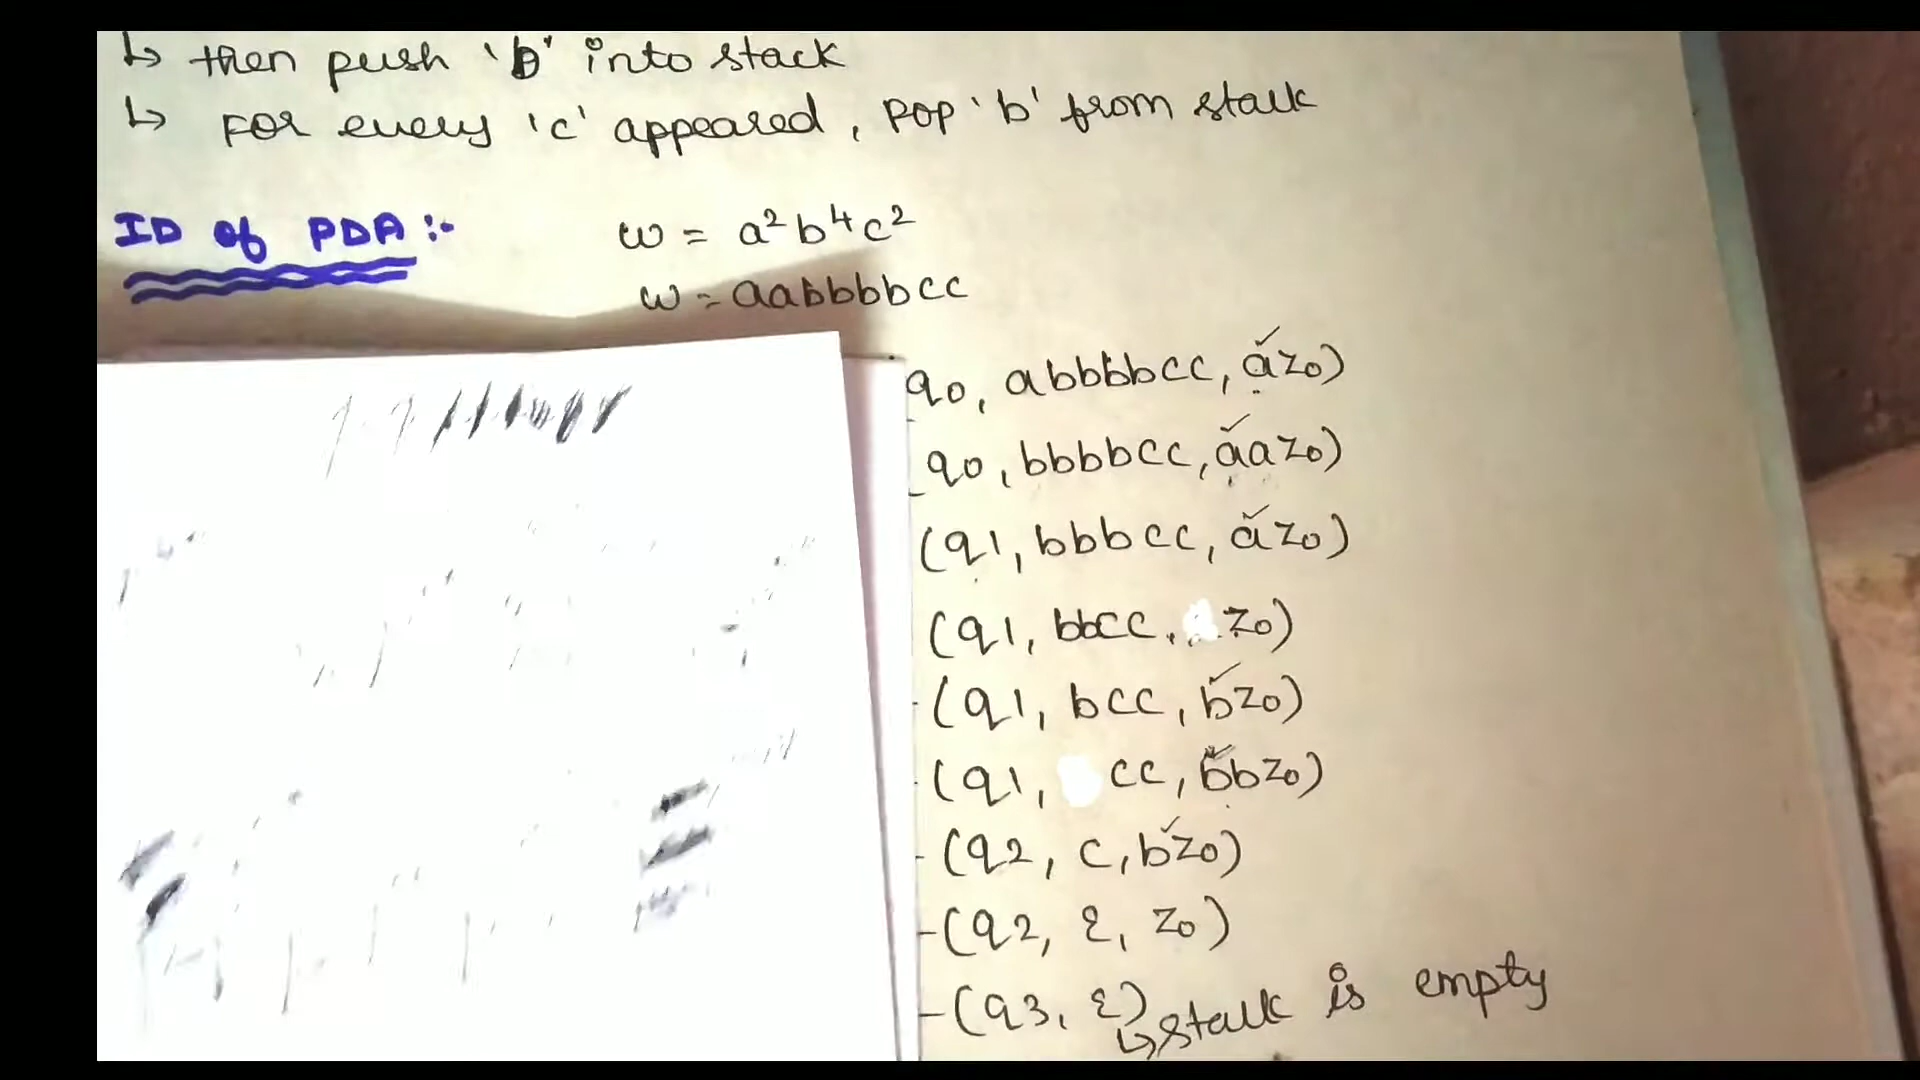 ↳ then push 'b' into stack
↳ For every 'c' appeared, pop 'b' from stack
ID of PDA :-
w = a²b⁴c²
w = aabbbbcc
q0, abbbbcc, az0)
q0, bbbbcc, aaz0)
(q1, bbbcc, az0)
(q1, bbcc, z0)
(q1, bcc, bz0)
(q1, cc, bbz0)
(q2, c, bz0)
(q2, ε, z0)
(q3, ε)
↳ stack is empty